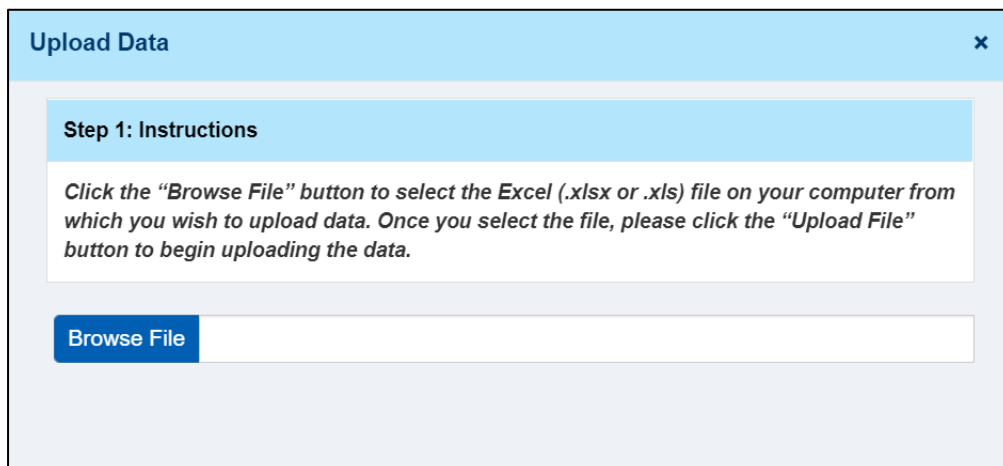 Upload Data
×
Step 1: Instructions
Click the “Browse File” button to select the Excel (.xlsx or .xls) file on your computer from
which you wish to upload data. Once you select the file, please click the “Upload File”
button to begin uploading the data.
Browse File